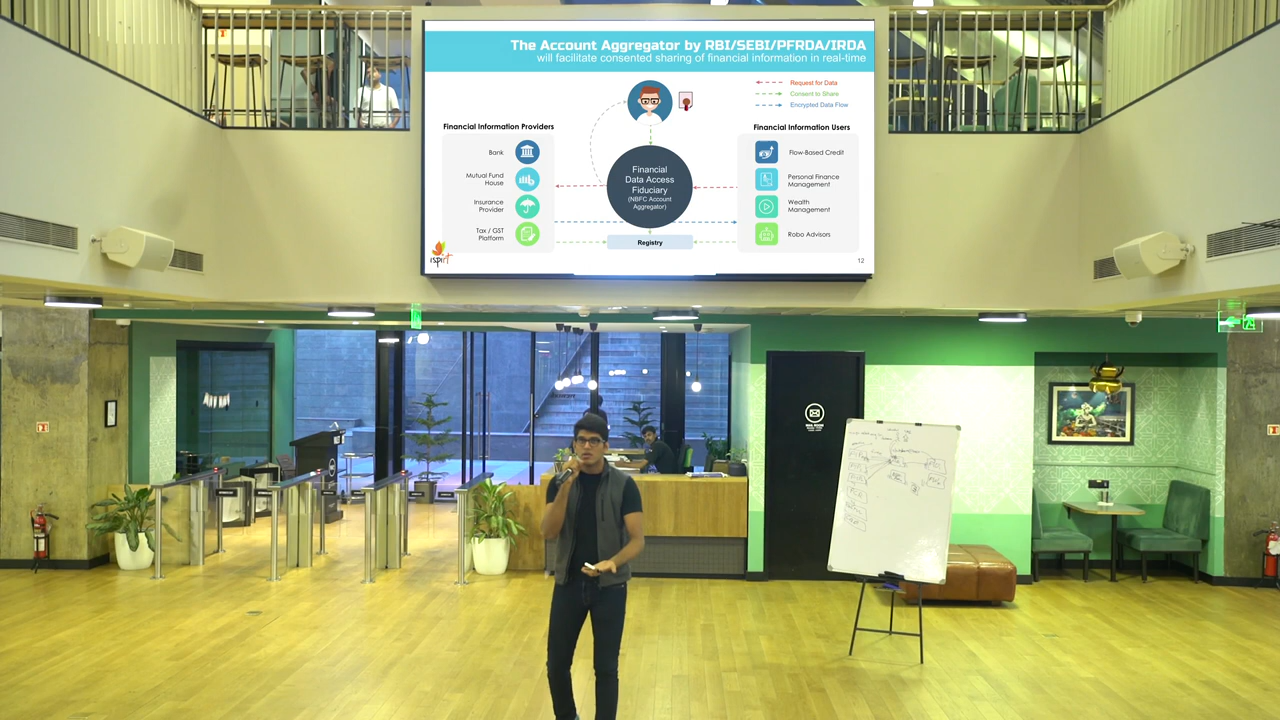 The Account Aggregator by RBI/SEBI/PFRDA/IRDA
will facilitate consented sharing of financial information in real-time
Request for Data
Consent to Share
Encrypted Data Flow
Financial Information Providers
Bank
Mutual Fund
House
Insurance
Provider
Tax / GST
Platform
Financial
Data Access
Fiduciary
(NBFC Account
Aggregator)
Registry
Financial Information Users
Flow-Based Credit
Personal Finance
Management
Wealth
Management
Robo Advisors
ispirt
12